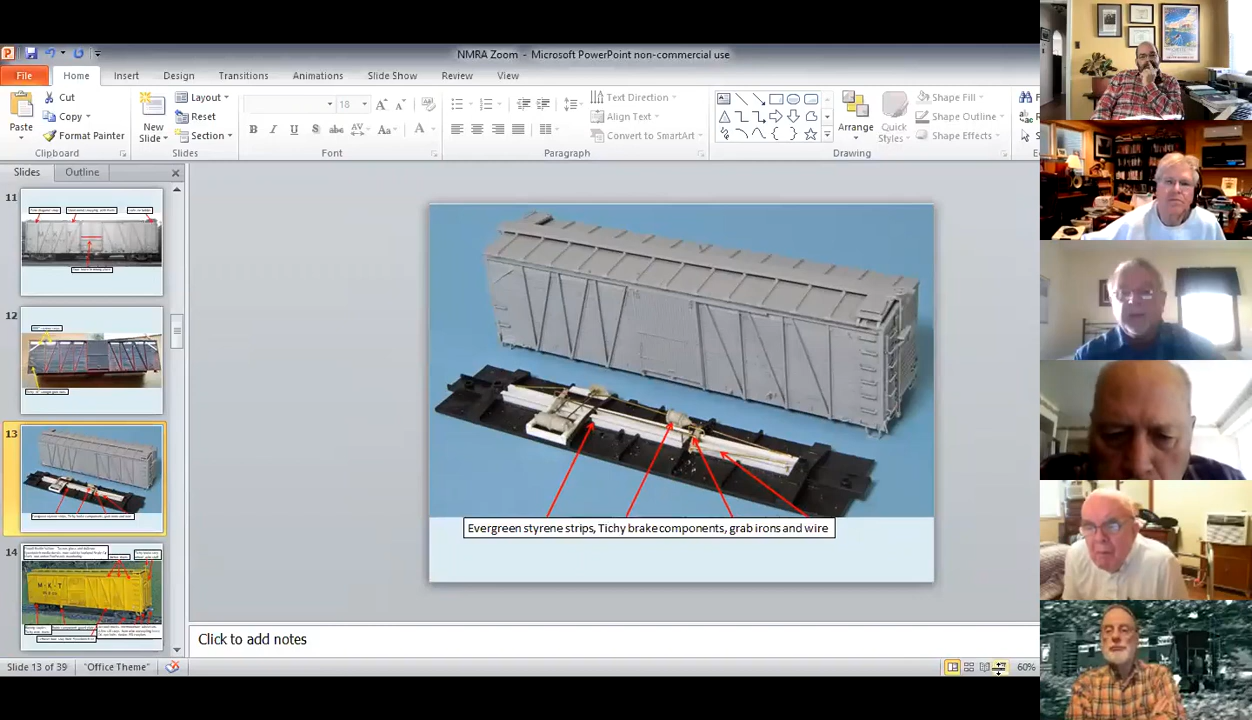 NMRA Zoom - Microsoft PowerPoint non-commercial use
File Home Insert Design Transitions Animations Slide Show Review View
Paste
Cut
Copy
Format Painter
Clipboard
New Slide
Layout
Reset
Section
Slides
18
Font
Paragraph
Text Direction
Align Text
Convert to SmartArt
Arrange
Quick Styles
Shape Fill
Shape Outline
Shape Effects
Drawing
Slides Outline
11
12
13
14
M-K-T
Evergreen styrene strips, Tichy brake components, grab irons and wire
Click to add notes
Slide 13 of 39 "Office Theme" 60%